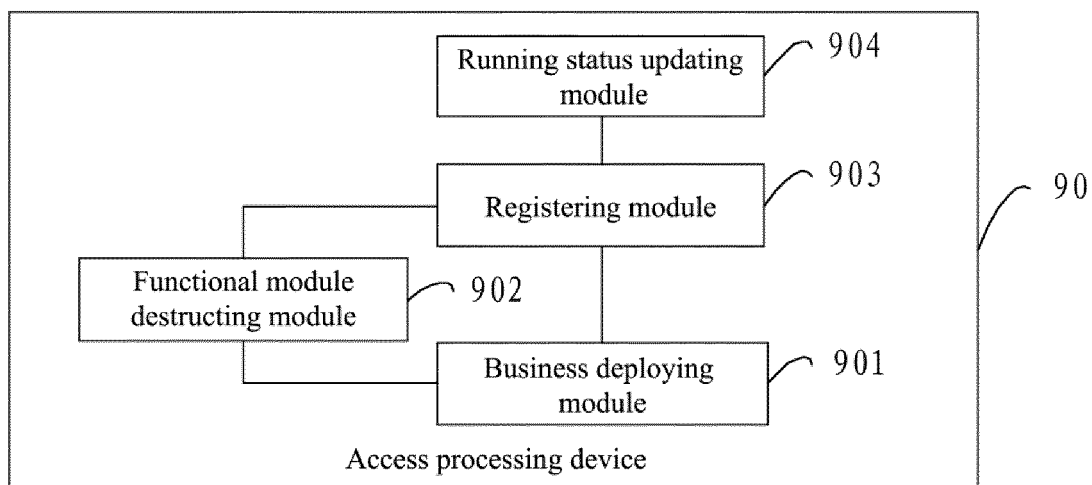 Running status updating
module
904
Registering module
903
90
Functional module
destructing module
902
Business deploying
module
901
Access processing device